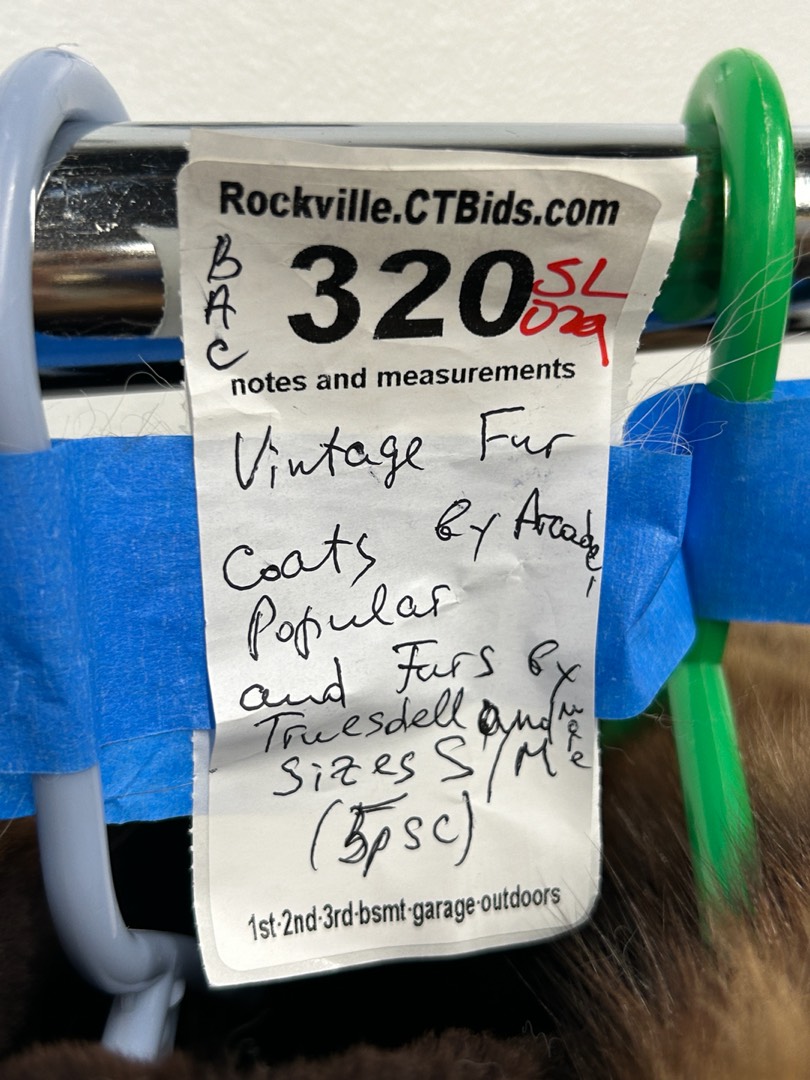 Rockville.CTBids.com
BAC
320
SL
029
notes and measurements
Vintage Fur
Coats By Arcade,
Popular
and Furs By
Truesdell and more
Sizes S/M
(5psc)
1st·2nd·3rd·bsmt·garage·outdoors